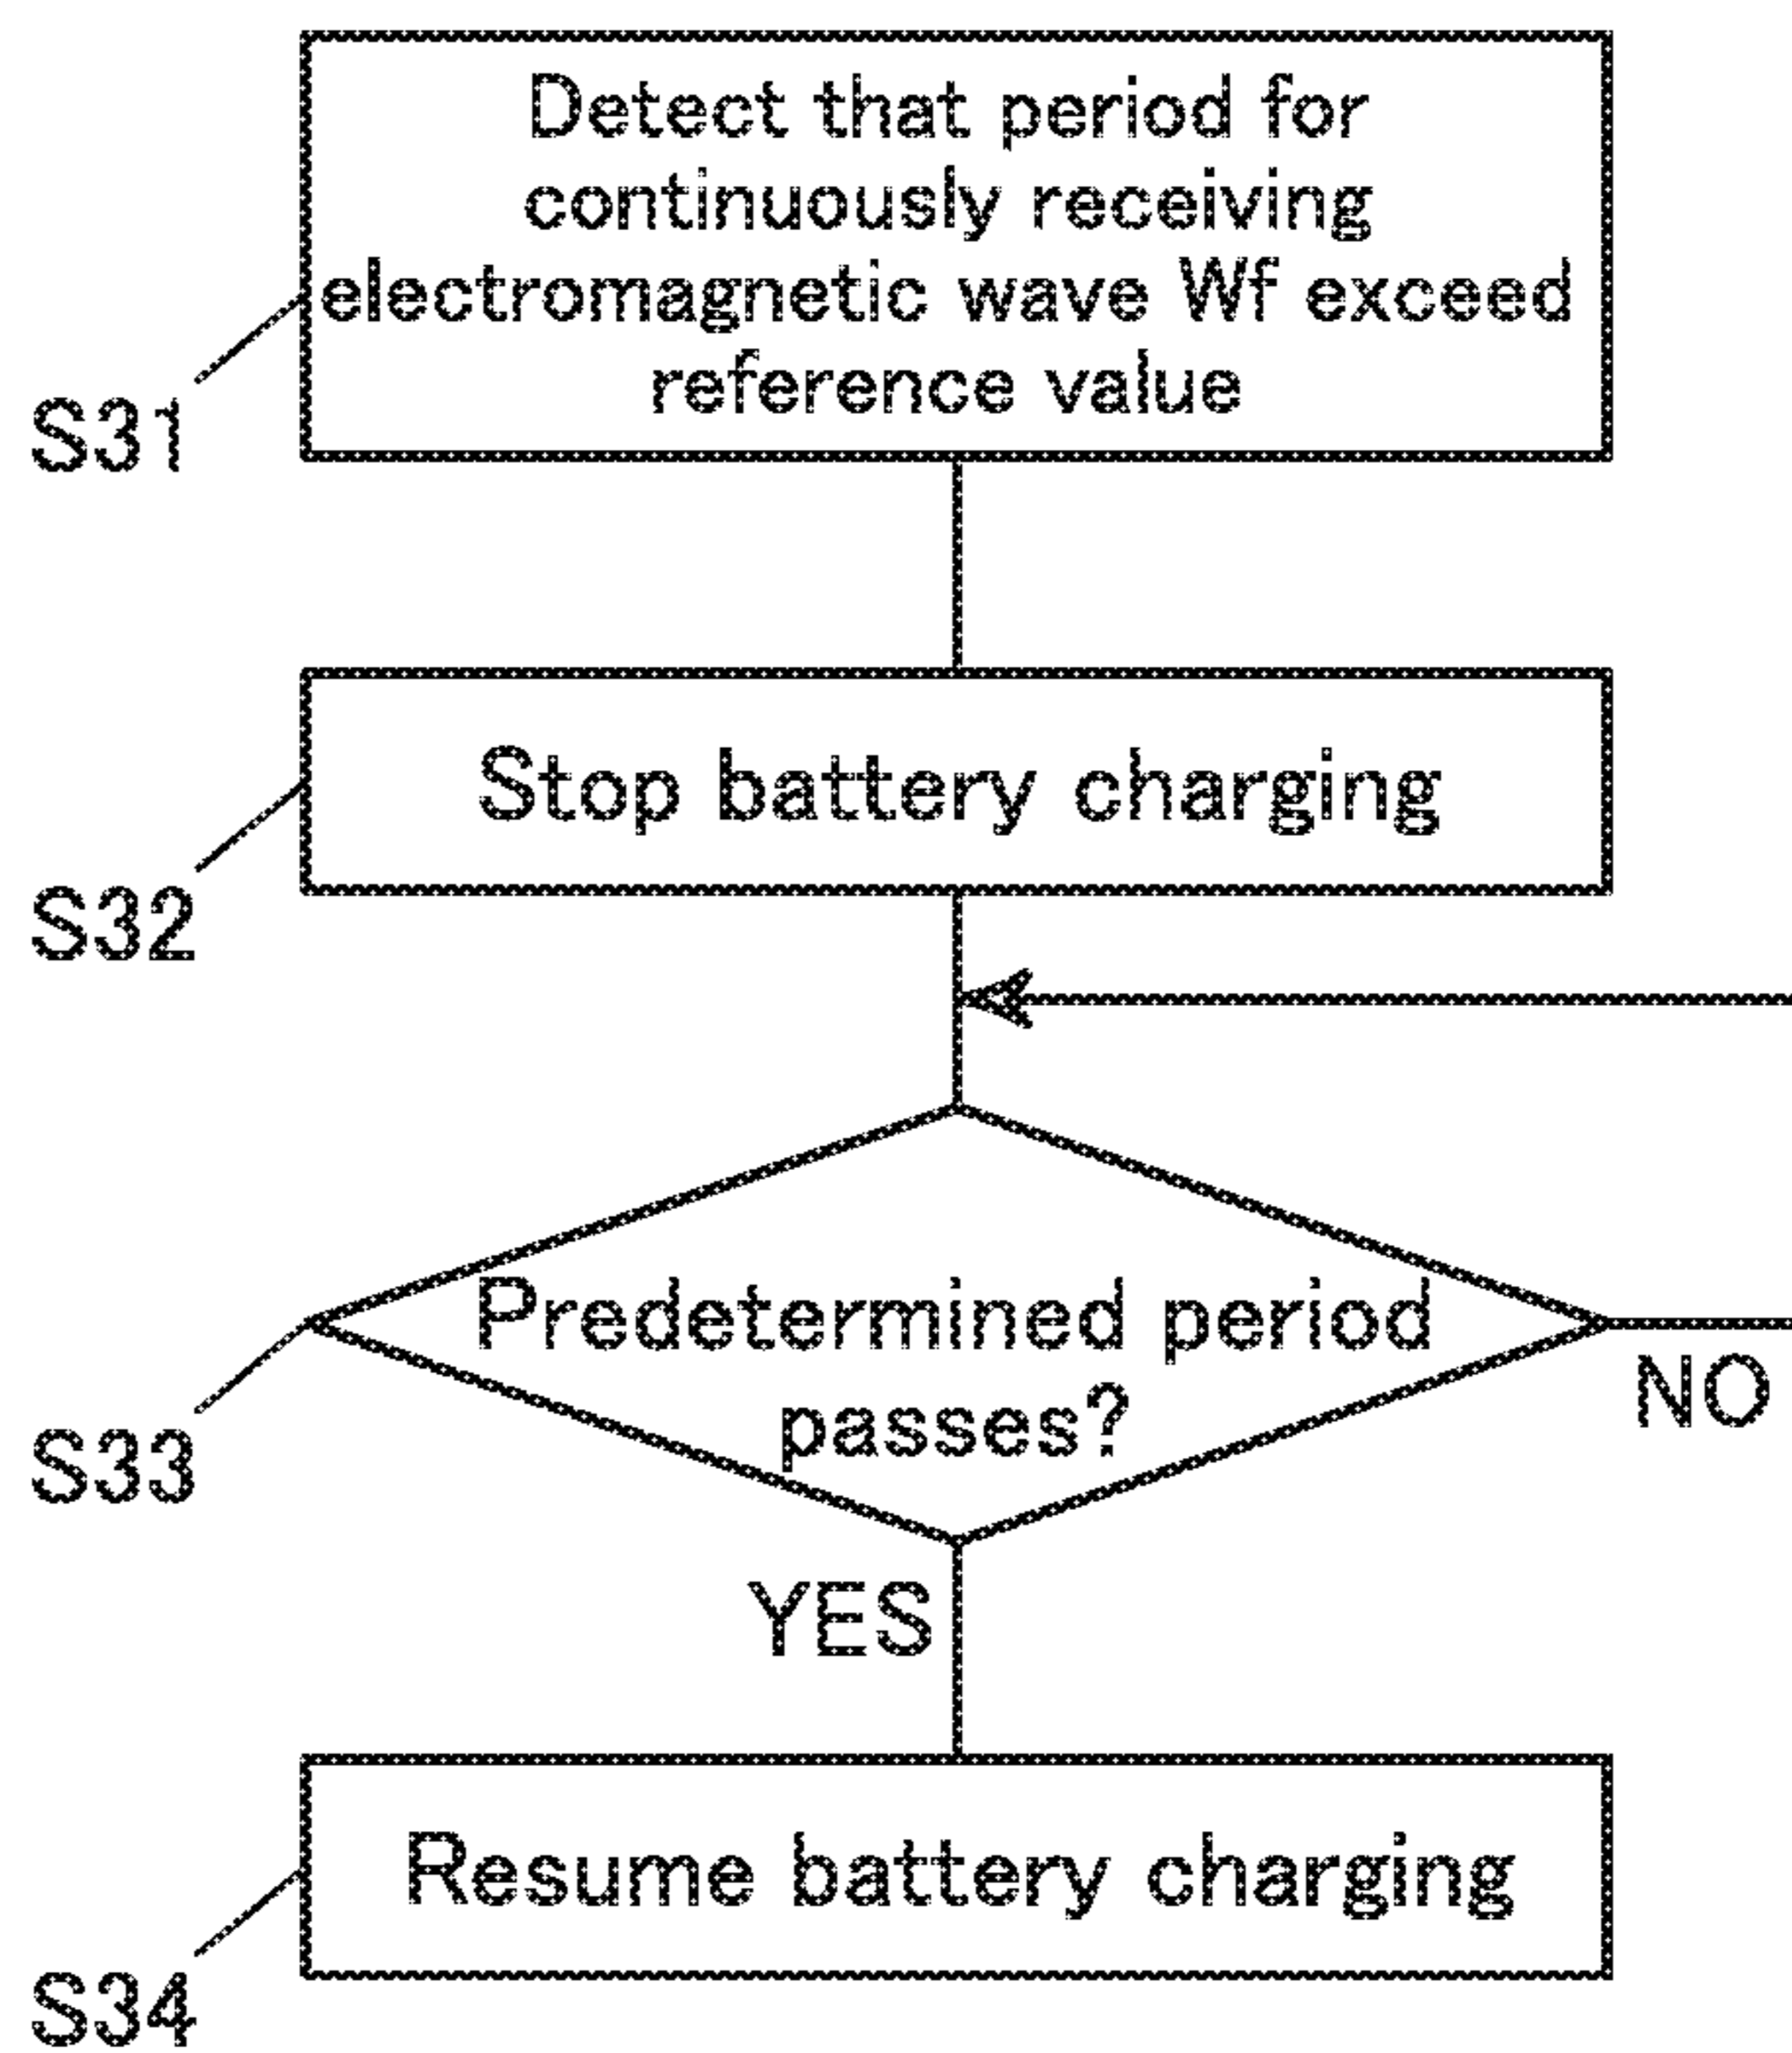 Detect that period for
continuously receiving
electromagnetic wave Wf exceed
reference value
S31
Stop battery charging
S32
Predetermined period
passes?
NO
S33
YES
Resume battery charging
S34